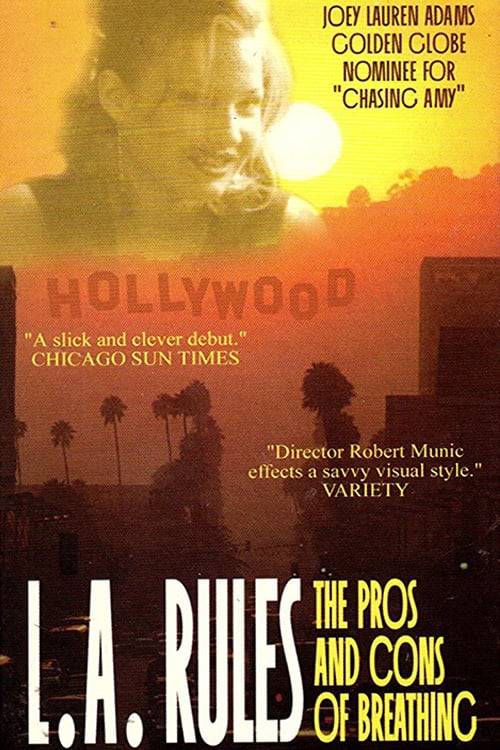 JOEY LAUREN ADAMS
GOLDEN GLOBE
NOMINEE FOR
"CHASING AMY"
HOLLYWOOD
"A slick and clever debut."
CHICAGO SUN TIMES
"Director Robert Munic
effects a savvy visual style."
VARIETY
L.A. RULES
THE PROS
AND CONS
OF BREATHING